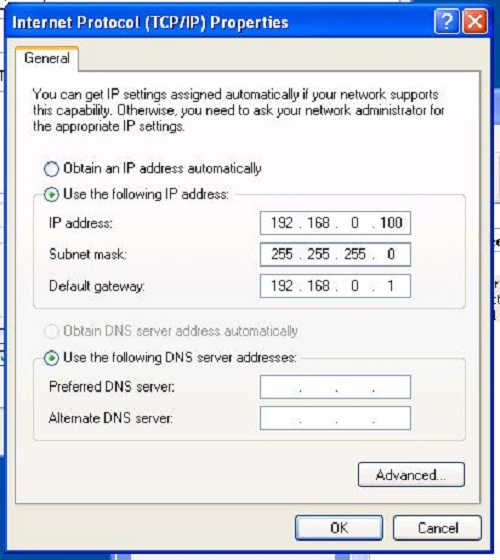 Internet Protocol (TCP/IP) Properties
General
You can get IP settings assigned automatically if your network supports
this capability. Otherwise, you need to ask your network administrator for
the appropriate IP settings.
Obtain an IP address automatically
Use the following IP address:
IP address: 192 . 168 . 0 . 100
Subnet mask: 255 . 255 . 255 . 0
Default gateway: 192 . 168 . 0 . 1
Obtain DNS server address automatically
Use the following DNS server addresses:
Preferred DNS server: . . .
Alternate DNS server: . . .
Advanced...
OK Cancel